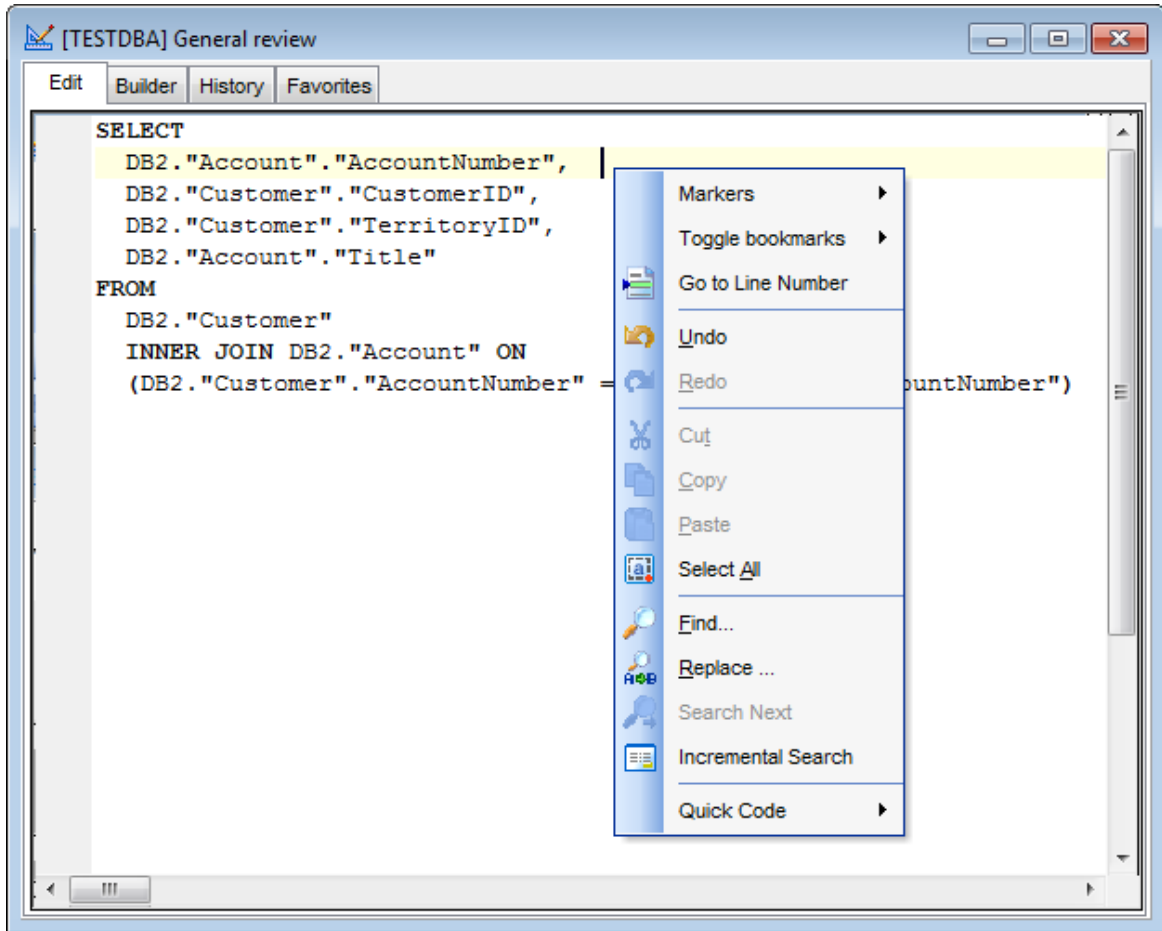 [TESTDBA] General review
Edit Builder History Favorites
SELECT
DB2."Account"."AccountNumber",
DB2."Customer"."CustomerID",
DB2."Customer"."TerritoryID",
DB2."Account"."Title"
FROM
DB2."Customer"
INNER JOIN DB2."Account" ON
(DB2."Customer"."AccountNumber" = ountNumber")
Markers
Toggle bookmarks
Go to Line Number
Undo
Redo
Cut
Copy
Paste
Select All
Find...
Replace ...
Search Next
Incremental Search
Quick Code